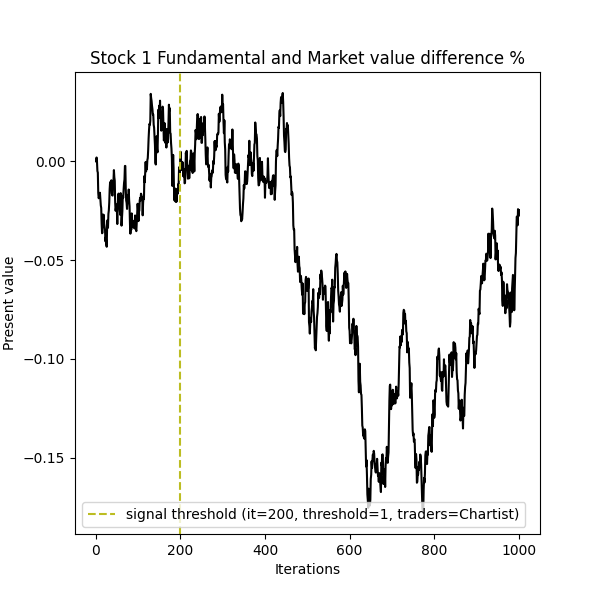 Stock 1 Fundamental and Market value difference %
0.00
−0.05
−0.10
−0.15
Present value
signal threshold (it=200, threshold=1, traders=Chartist)
0
200
400
600
800
1000
Iterations